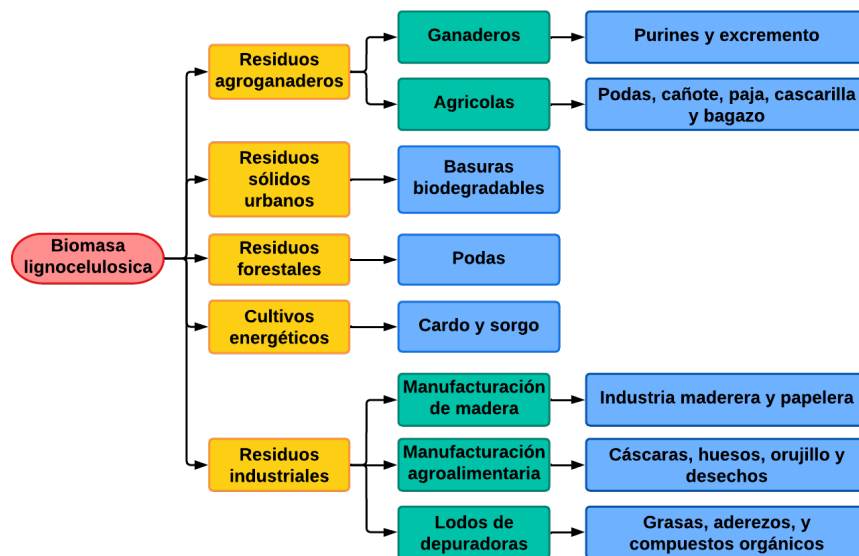 Biomasa
lignocelulosica
Residuos
agroganaderos
Ganaderos
Purines y excremento
Agricolas
Podas, cañote, paja, cascarilla
y bagazo
Residuos
sólidos
urbanos
Basuras
biodegradables
Residuos
forestales
Podas
Cultivos
energéticos
Cardo y sorgo
Residuos
industriales
Manufacturación
de madera
Industria maderera y papelera
Manufacturación
agroalimentaria
Cáscaras, huesos, orujillo y
desechos
Lodos de
depuradoras
Grasas, aderezos, y
compuestos orgánicos